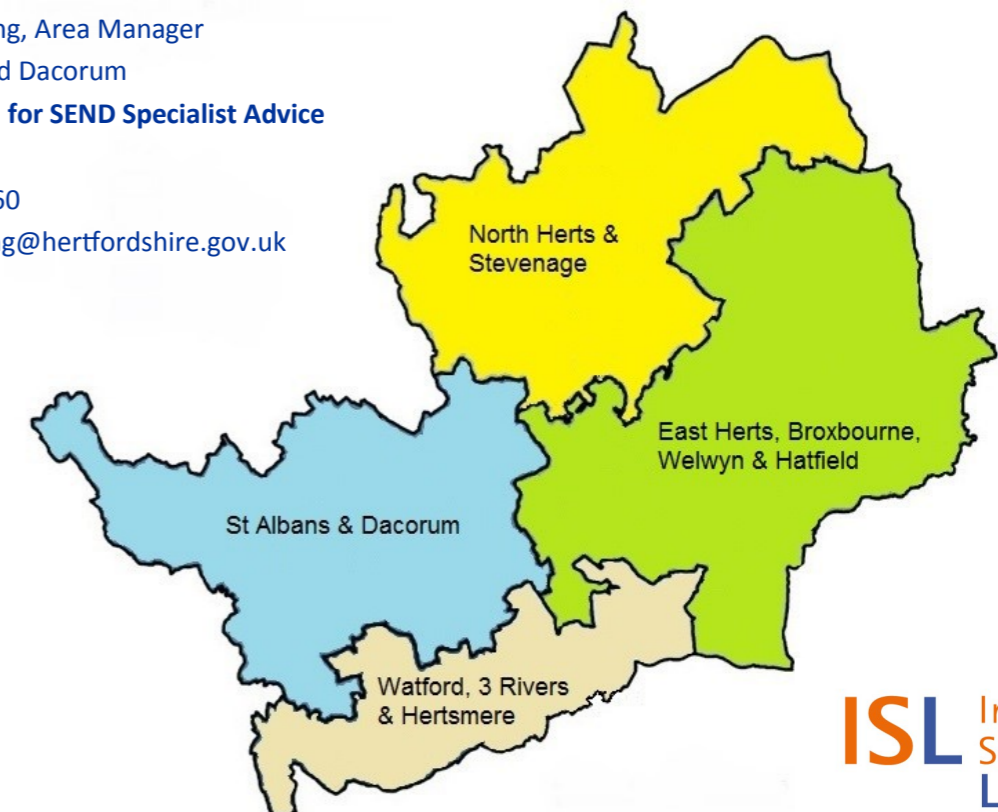 ng, Area Manager
d Dacorum
for SEND Specialist Advice
60
g@hertfordshire.gov.uk
North Herts &
Stevenage
East Herts, Broxbourne,
Welwyn & Hatfield
St Albans & Dacorum
Watford, 3 Rivers
& Hertsmere
ISL